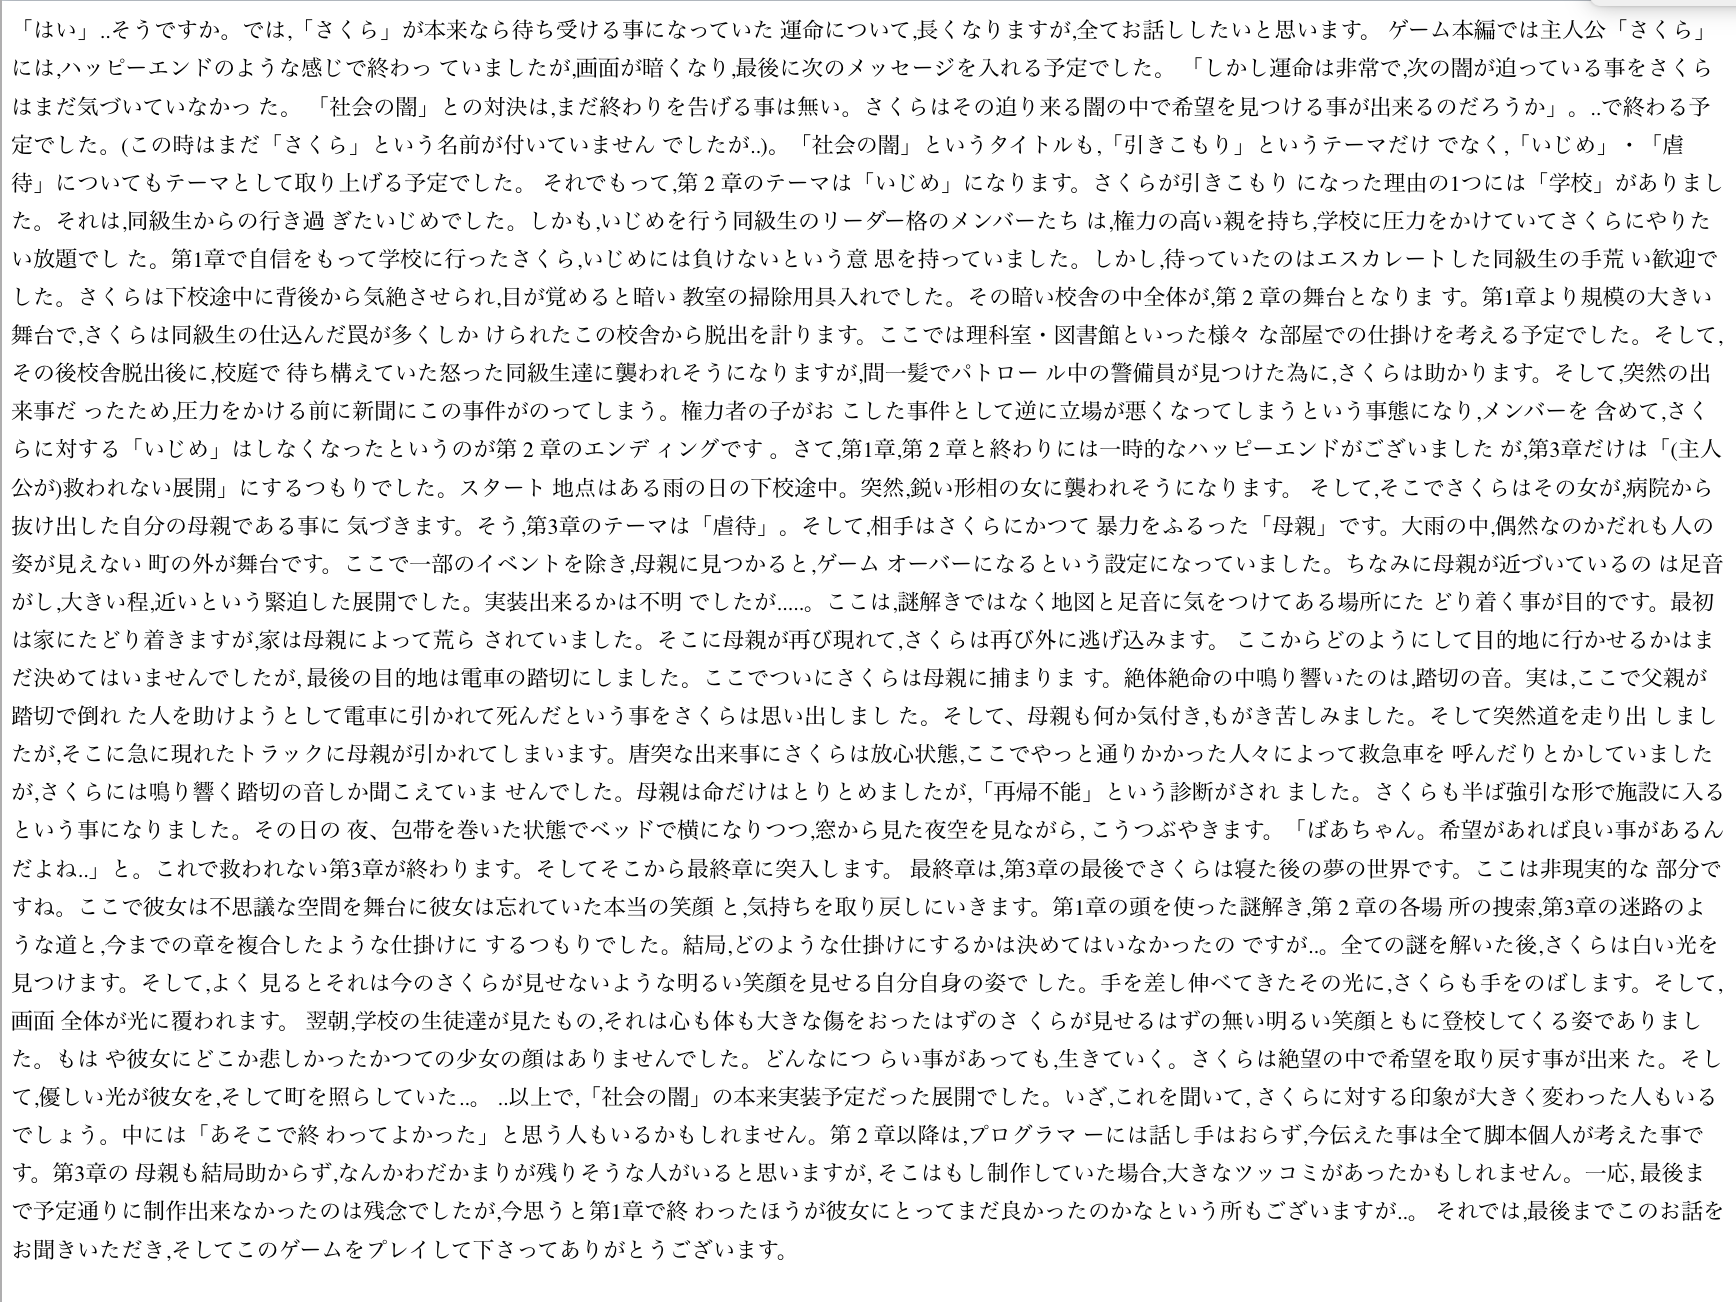 「はい」..そうですか。では,「さくら」が本来なら待ち受ける事になっていた 運命について,長くなりますが,全てお話ししたいと思います。 ゲーム本編では主人公「さくら」
には,ハッピーエンドのような感じで終わっ ていましたが,画面が暗くなり,最後に次のメッセージを入れる予定でした。 「しかし運命は非常で,次の闇が迫っている事をさくら
はまだ気づいていなかっ た。 「社会の闇」との対決は,まだ終わりを告げる事は無い。さくらはその迫り来る闇の中で希望を見つける事が出来るのだろうか」。..で終わる予
定でした。(この時はまだ「さくら」という名前が付いていません でしたが..)。「社会の闇」というタイトルも,「引きこもり」というテーマだけ でなく,「いじめ」・「虐
待」についてもテーマとして取り上げる予定でした。 それでもって,第２章のテーマは「いじめ」になります。さくらが引きこもり になった理由の1つには「学校」がありまし
た。それは,同級生からの行き過 ぎたいじめでした。しかも,いじめを行う同級生のリーダー格のメンバーたち は,権力の高い親を持ち,学校に圧力をかけていてさくらにやりた
い放題でし た。第1章で自信をもって学校に行ったさくら,いじめには負けないという意 思を持っていました。しかし,待っていたのはエスカレートした同級生の手荒 い歓迎で
した。さくらは下校途中に背後から気絶させられ,目が覚めると暗い 教室の掃除用具入れでした。その暗い校舎の中全体が,第２章の舞台となりま す。第1章より規模の大きい
舞台で,さくらは同級生の仕込んだ罠が多くしか けられたこの校舎から脱出を計ります。ここでは理科室・図書館といった様々 な部屋での仕掛けを考える予定でした。そして,
その後校舎脱出後に,校庭で 待ち構えていた怒った同級生達に襲われそうになりますが,間一髪でパトロー ル中の警備員が見つけた為に,さくらは助かります。そして,突然の出
来事だ ったため,圧力をかける前に新聞にこの事件がのってしまう。権力者の子がお こした事件として逆に立場が悪くなってしまうという事態になり,メンバーを 含めて,さく
らに対する「いじめ」はしなくなったというのが第２章のエンデ ィングです 。さて,第1章,第２章と終わりには一時的なハッピーエンドがございました が,第3章だけは「(主人
公が)救われない展開」にするつもりでした。スタート 地点はある雨の日の下校途中。突然,鋭い形相の女に襲われそうになります。 そして,そこでさくらはその女が,病院から
抜け出した自分の母親である事に 気づきます。そう,第3章のテーマは「虐待」。そして,相手はさくらにかつて 暴力をふるった「母親」です。大雨の中,偶然なのかだれも人の
姿が見えない 町の外が舞台です。ここで一部のイベントを除き,母親に見つかると,ゲーム オーバーになるという設定になっていました。ちなみに母親が近づいているの は足音
がし,大きい程,近いという緊迫した展開でした。実装出来るかは不明 でしたが.....。ここは,謎解きではなく地図と足音に気をつけてある場所にた どり着く事が目的です。最初
は家にたどり着きますが,家は母親によって荒ら されていました。そこに母親が再び現れて,さくらは再び外に逃げ込みます。 ここからどのようにして目的地に行かせるかはま
だ決めてはいませんでしたが, 最後の目的地は電車の踏切にしました。ここでついにさくらは母親に捕まりま す。絶体絶命の中鳴り響いたのは,踏切の音。実は,ここで父親が
踏切で倒れ た人を助けようとして電車に引かれて死んだという事をさくらは思い出しまし た。そして、母親も何か気付き,もがき苦しみました。そして突然道を走り出 しまし
たが,そこに急に現れたトラックに母親が引かれてしまいます。唐突な出来事にさくらは放心状態,ここでやっと通りかかった人々によって救急車を 呼んだりとかしていました
が,さくらには鳴り響く踏切の音しか聞こえていま せんでした。母親は命だけはとりとめましたが,「再帰不能」という診断がされ ました。さくらも半ば強引な形で施設に入る
という事になりました。その日の 夜、包帯を巻いた状態でベッドで横になりつつ,窓から見た夜空を見ながら, こうつぶやきます。「ばあちゃん。希望があれば良い事があるん
だよね..」と。これで救われない第3章が終わります。そしてそこから最終章に突入します。 最終章は,第3章の最後でさくらは寝た後の夢の世界です。ここは非現実的な 部分で
すね。ここで彼女は不思議な空間を舞台に彼女は忘れていた本当の笑顔 と,気持ちを取り戻しにいきます。第1章の頭を使った謎解き,第２章の各場 所の捜索,第3章の迷路のよ
うな道と,今までの章を複合したような仕掛けに するつもりでした。結局,どのような仕掛けにするかは決めてはいなかったの ですが..。全ての謎を解いた後,さくらは白い光を
見つけます。そして,よく 見るとそれは今のさくらが見せないような明るい笑顔を見せる自分自身の姿で した。手を差し伸べてきたその光に,さくらも手をのばします。そして,
画面 全体が光に覆われます。 翌朝,学校の生徒達が見たもの,それは心も体も大きな傷をおったはずのさ くらが見せるはずの無い明るい笑顔ともに登校してくる姿でありまし
た。もは や彼女にどこか悲しかったかつての少女の顔はありませんでした。どんなにつ らい事があっても,生きていく。さくらは絶望の中で希望を取り戻す事が出来 た。そし
て,優しい光が彼女を,そして町を照らしていた..。 ..以上で,「社会の闇」の本来実装予定だった展開でした。いざ,これを聞いて, さくらに対する印象が大きく変わった人もいる
でしょう。中には「あそこで終 わってよかった」と思う人もいるかもしれません。第２章以降は,プログラマ ーには話し手はおらず,今伝えた事は全て脚本個人が考えた事で
す。第3章の 母親も結局助からず,なんかわだかまりが残りそうな人がいると思いますが, そこはもし制作していた場合,大きなツッコミがあったかもしれません。一応, 最後ま
で予定通りに制作出来なかったのは残念でしたが,今思うと第1章で終 わったほうが彼女にとってまだ良かったのかなという所もございますが..。 それでは,最後までこのお話を
お聞きいただき,そしてこのゲームをプレイして下さってありがとうございます。